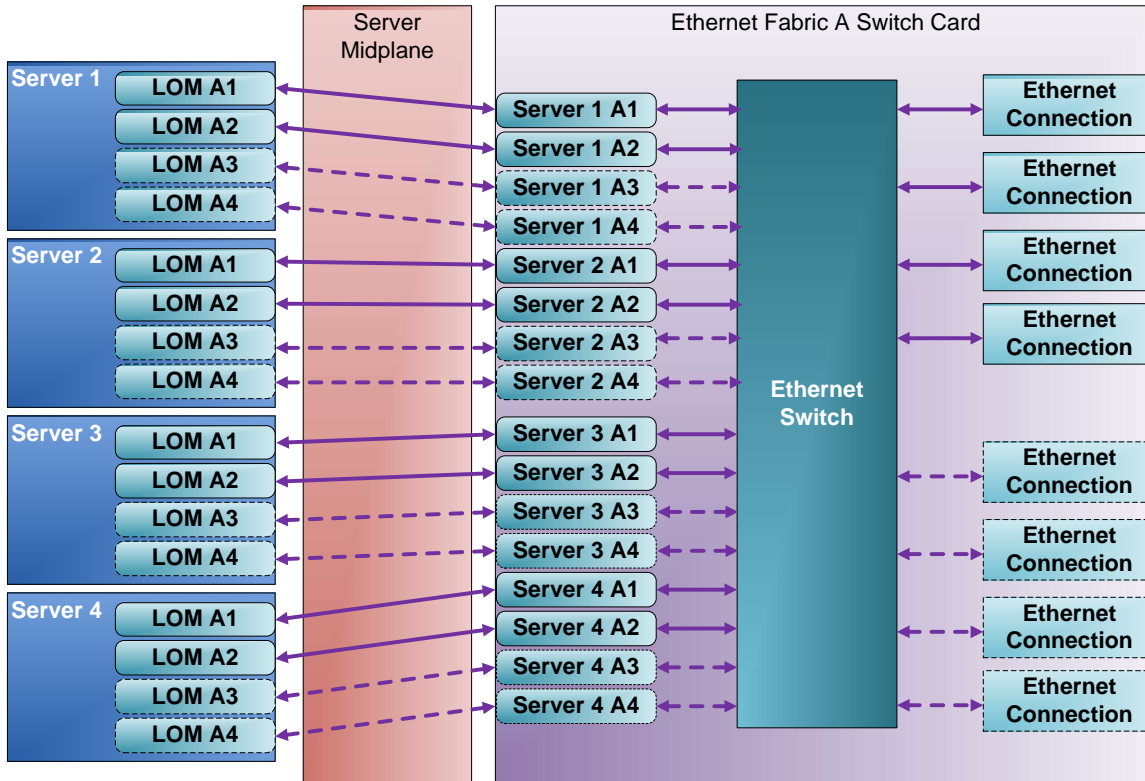 Server
Midplane
Ethernet Fabric A Switch Card
Server 1
LOM A1
LOM A2
LOM A3
LOM A4
Server 2
LOM A1
LOM A2
LOM A3
LOM A4
Server 3
LOM A1
LOM A2
LOM A3
LOM A4
Server 4
LOM A1
LOM A2
LOM A3
LOM A4
Server 1 A1
Server 1 A2
Server 1 A3
Server 1 A4
Server 2 A1
Server 2 A2
Server 2 A3
Server 2 A4
Server 3 A1
Server 3 A2
Server 3 A3
Server 3 A4
Server 4 A1
Server 4 A2
Server 4 A3
Server 4 A4
Ethernet
Switch
Ethernet
Connection
Ethernet
Connection
Ethernet
Connection
Ethernet
Connection
Ethernet
Connection
Ethernet
Connection
Ethernet
Connection
Ethernet
Connection